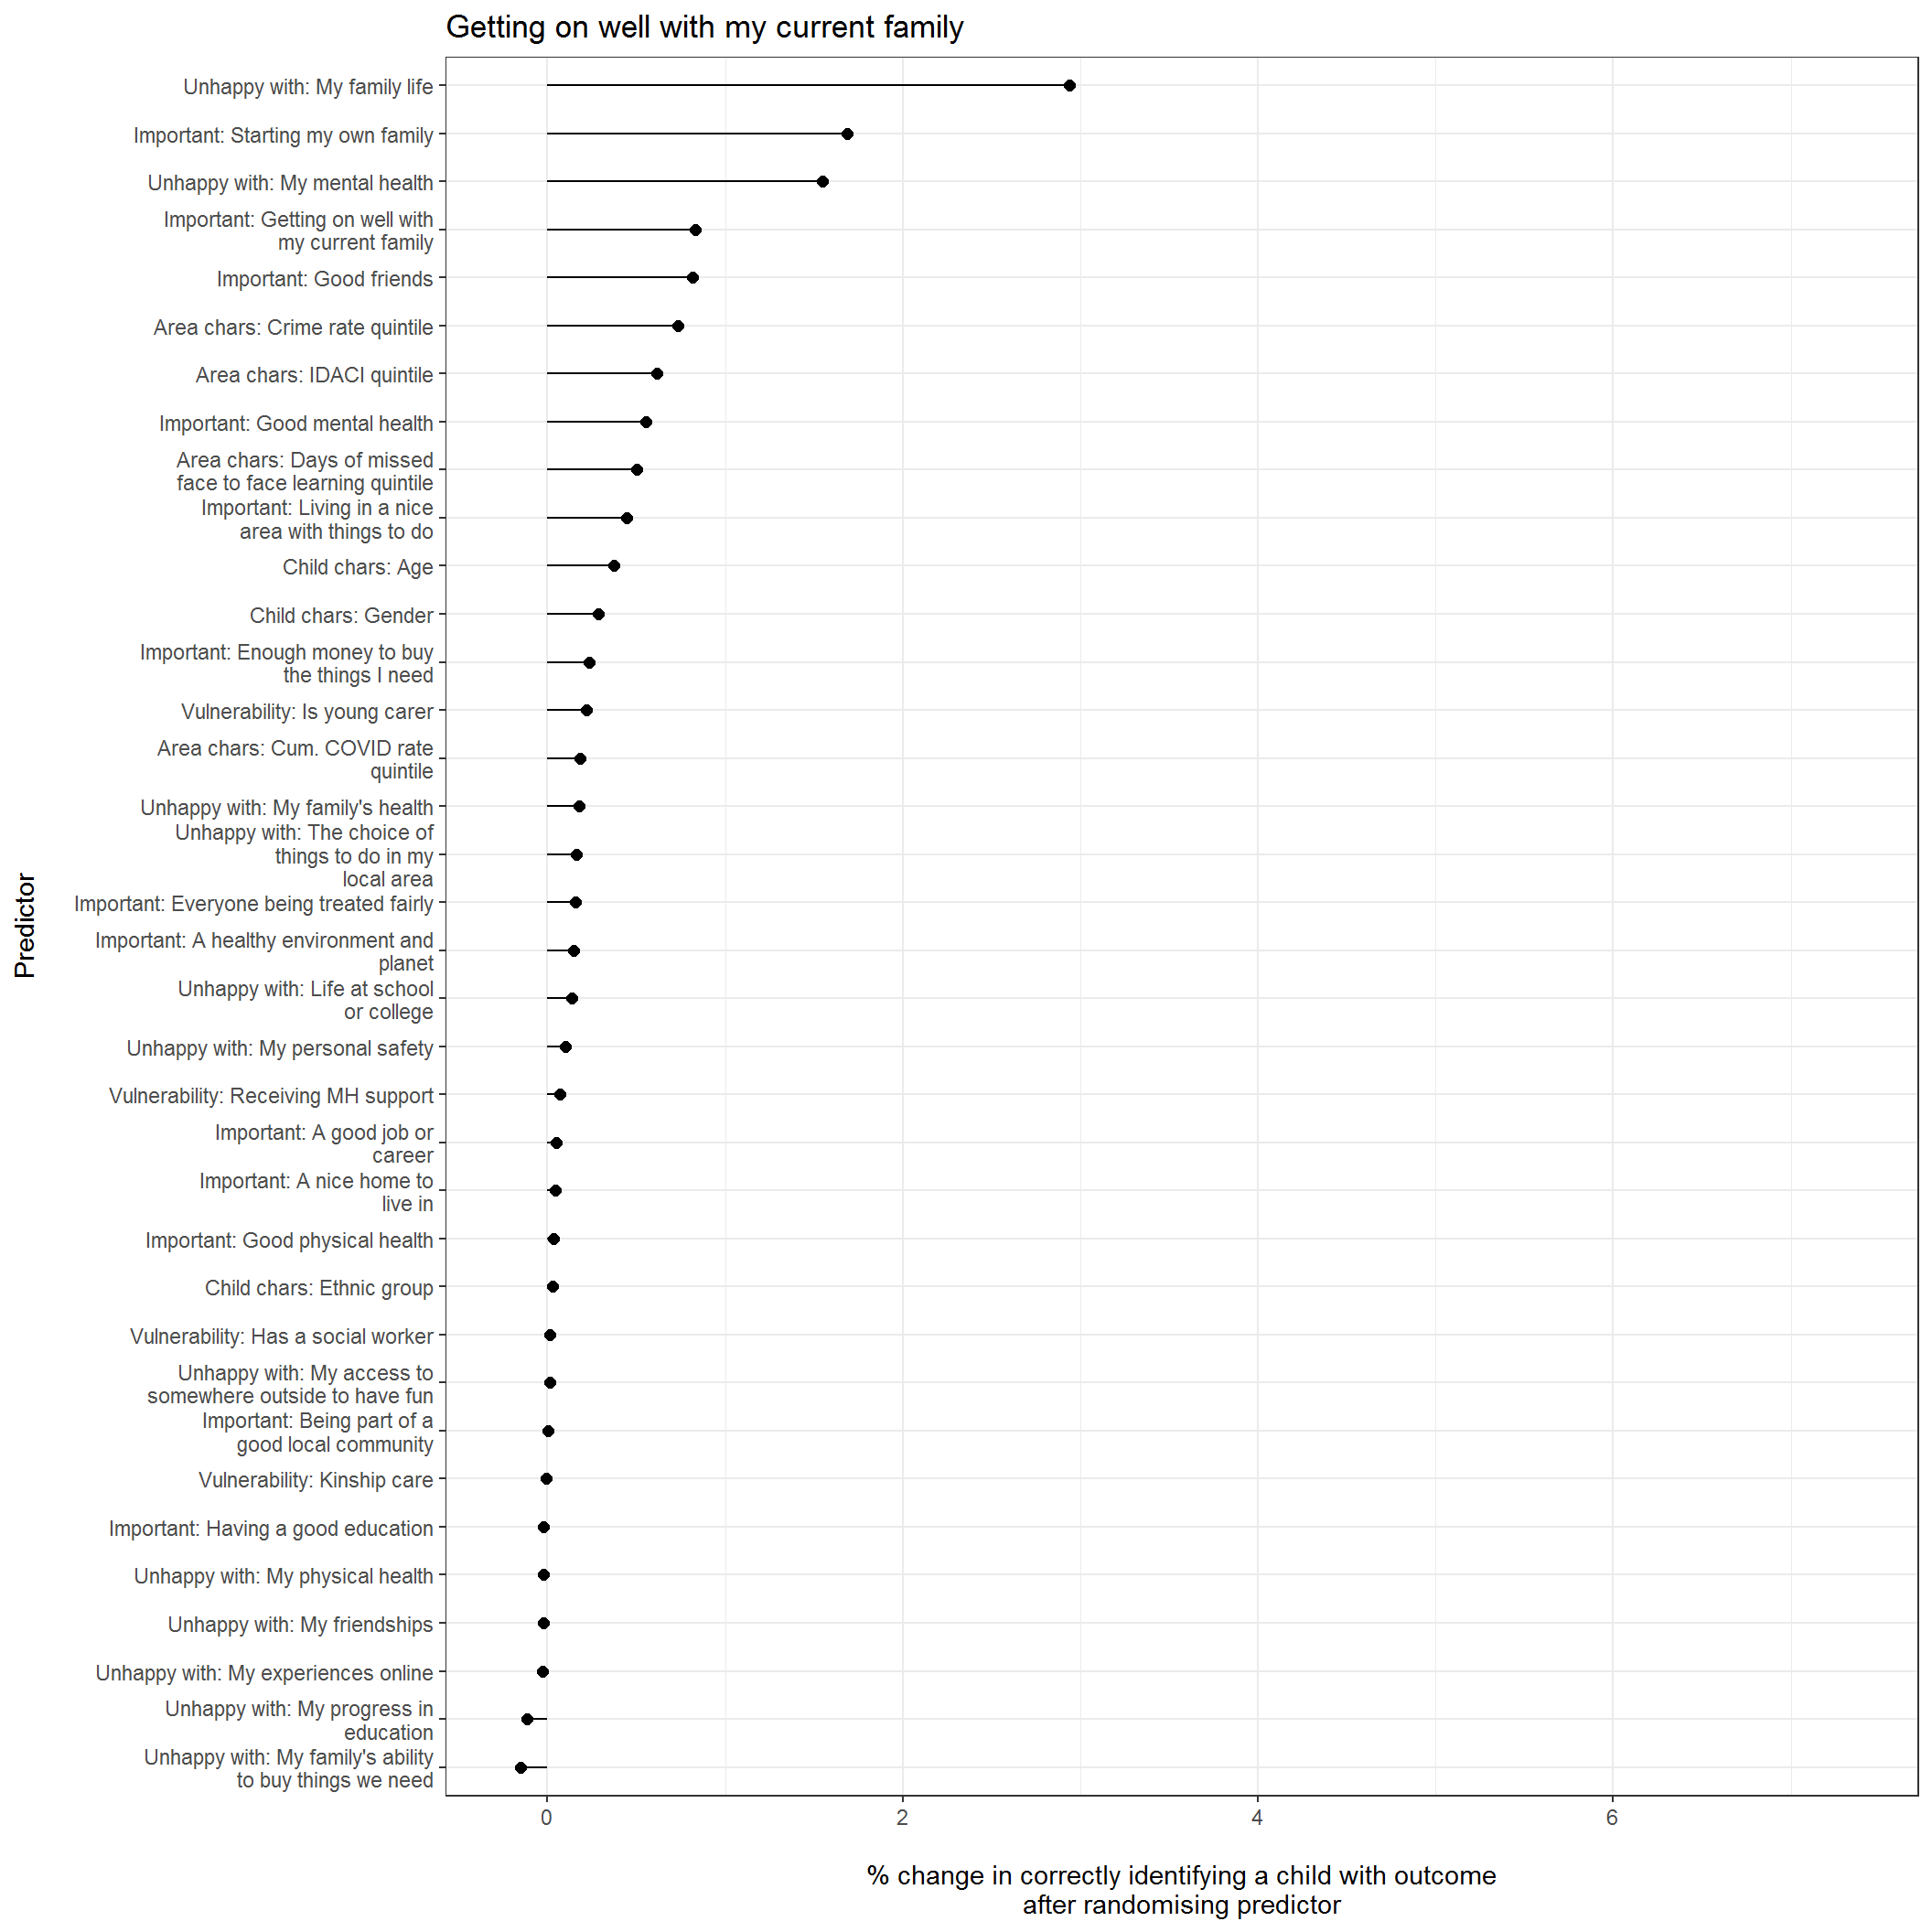 Getting on well with my current family
Unhappy with: My family life
Important: Starting my own family
Unhappy with: My mental health
Important: Getting on well with
my current family
Important: Good friends
Area chars: Crime rate quintile
Area chars: IDACI quintile
Important: Good mental health
Area chars: Days of missed
face to face learning quintile
Important: Living in a nice
area with things to do
Child chars: Age
Child chars: Gender
Important: Enough money to buy
the things I need
Vulnerability: Is young carer
Area chars: Cum. COVID rate
quintile
Unhappy with: My family's health
Unhappy with: The choice of
things to do in my
local area
Important: Everyone being treated fairly
Important: A healthy environment and
planet
Unhappy with: Life at school
or college
Unhappy with: My personal safety
Vulnerability: Receiving MH support
Important: A good job or
career
Important: A nice home to
live in
Important: Good physical health
Child chars: Ethnic group
Vulnerability: Has a social worker
Unhappy with: My access to
somewhere outside to have fun
Important: Being part of a
good local community
Vulnerability: Kinship care
Important: Having a good education
Unhappy with: My physical health
Unhappy with: My friendships
Unhappy with: My experiences online
Unhappy with: My progress in
education
Unhappy with: My family's ability
to buy things we need
Predictor
0 2 4 6
% change in correctly identifying a child with outcome
after randomising predictor